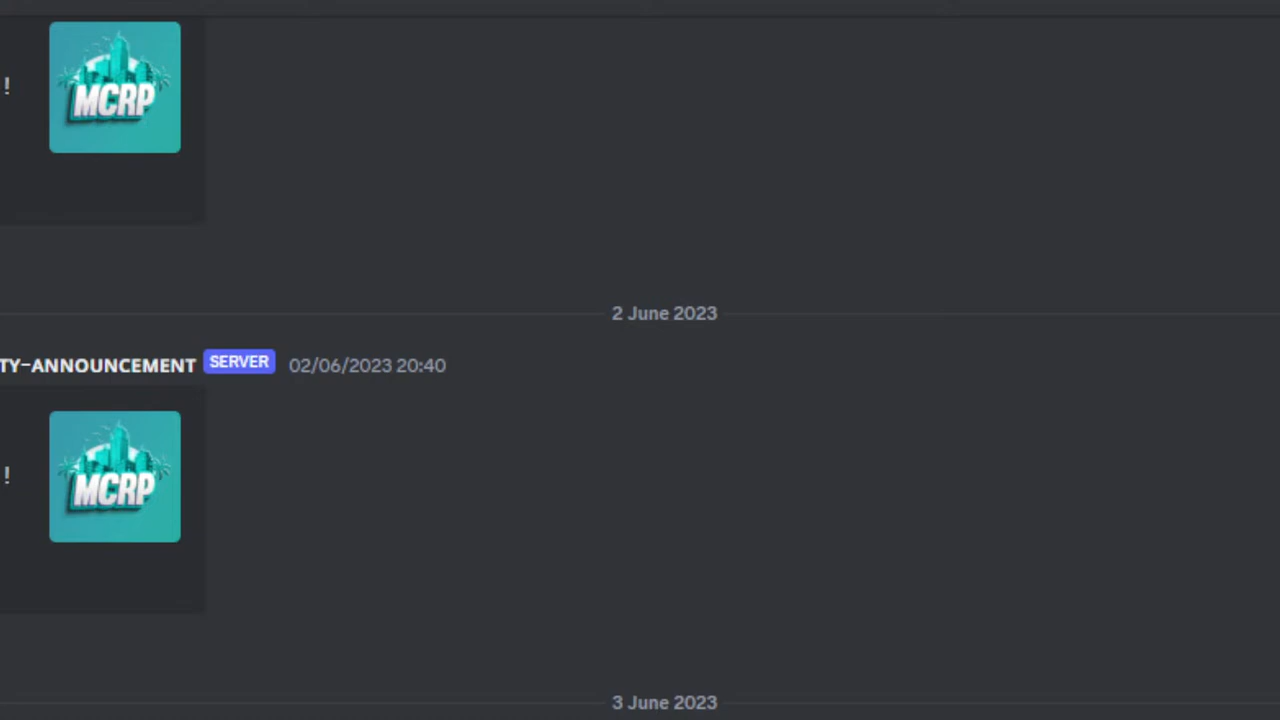 !
MCRP
2 June 2023
TY-ANNOUNCEMENT SERVER 02/06/2023 20:40
!
MCRP
3 June 2023